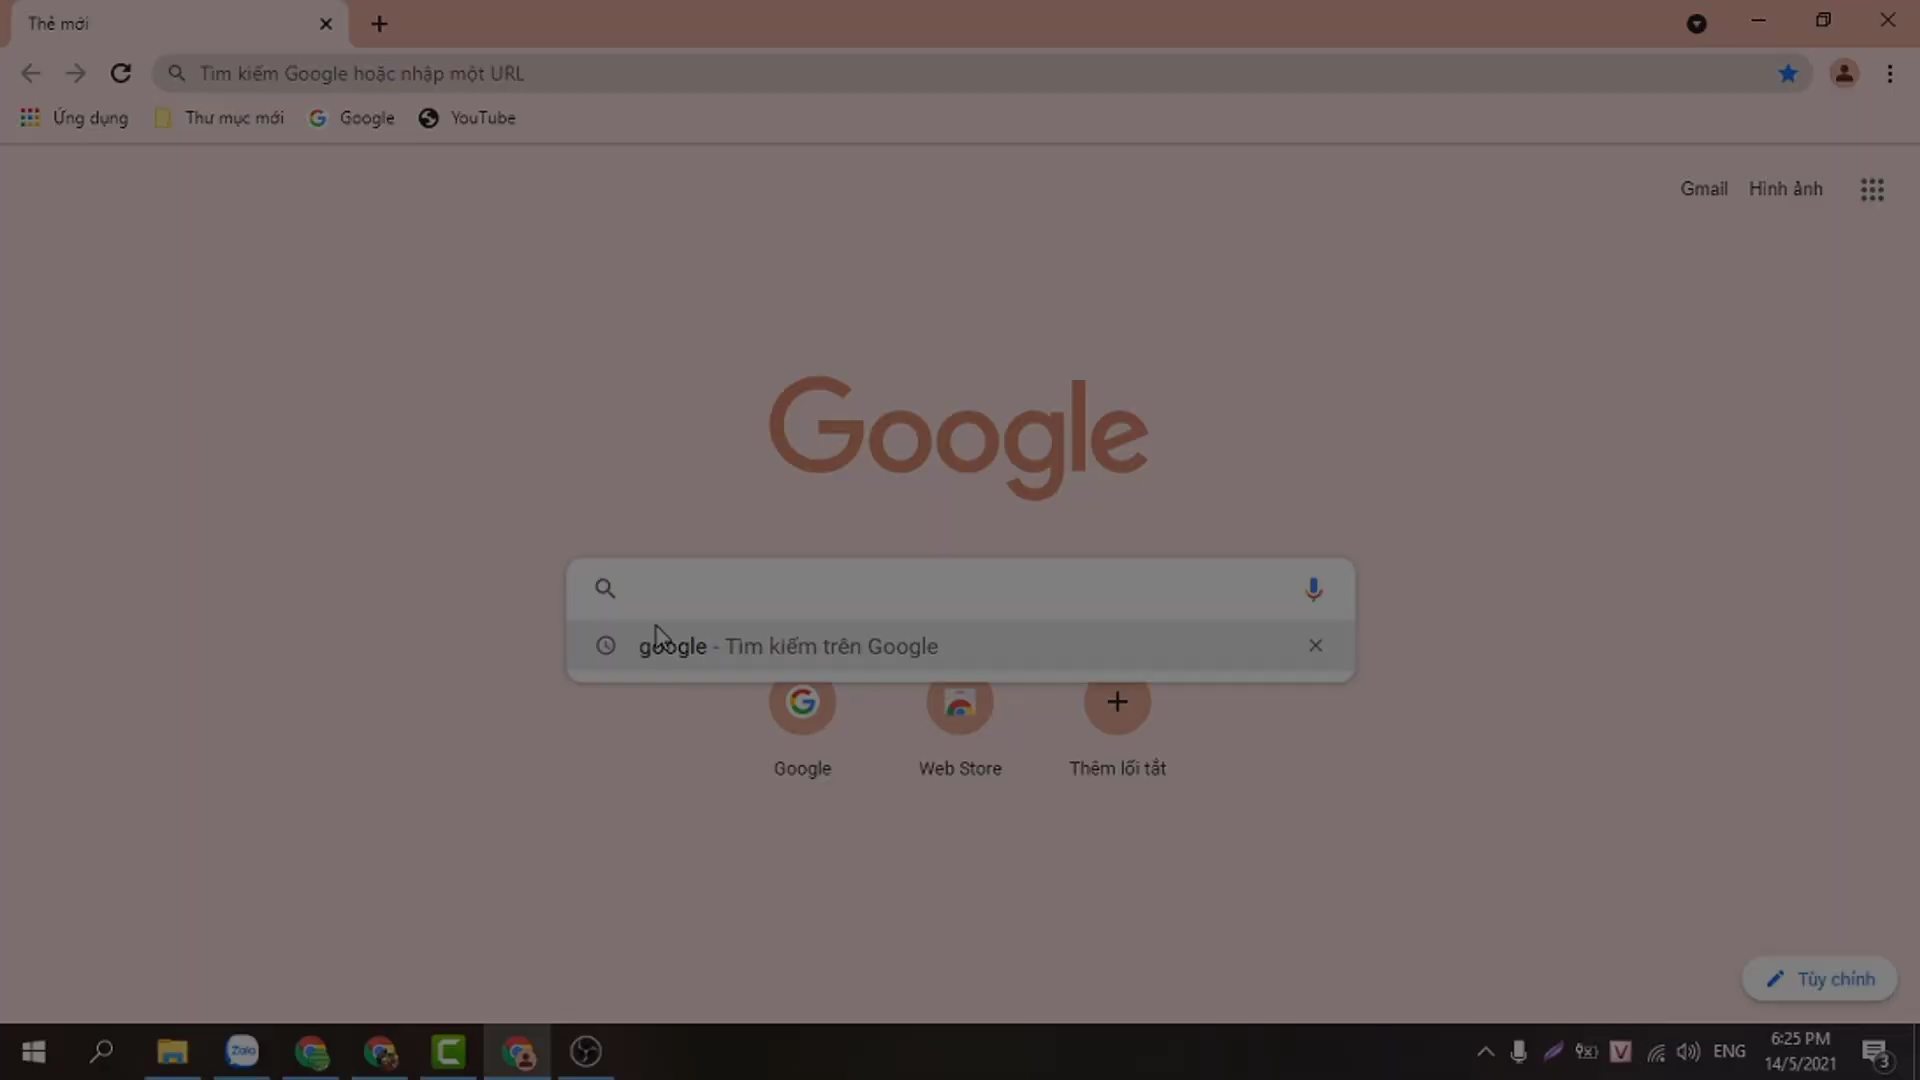 Thẻ mới
Tìm kiếm Google hoặc nhập một URL
Ứng dụng
Thư mục mới
Google
YouTube
Gmail
Hình ảnh
Google
google - Tìm kiếm trên Google
Google
Web Store
Thêm lối tắt
Tùy chỉnh
Zalo
ENG
6:25 PM
14/5/2021
3